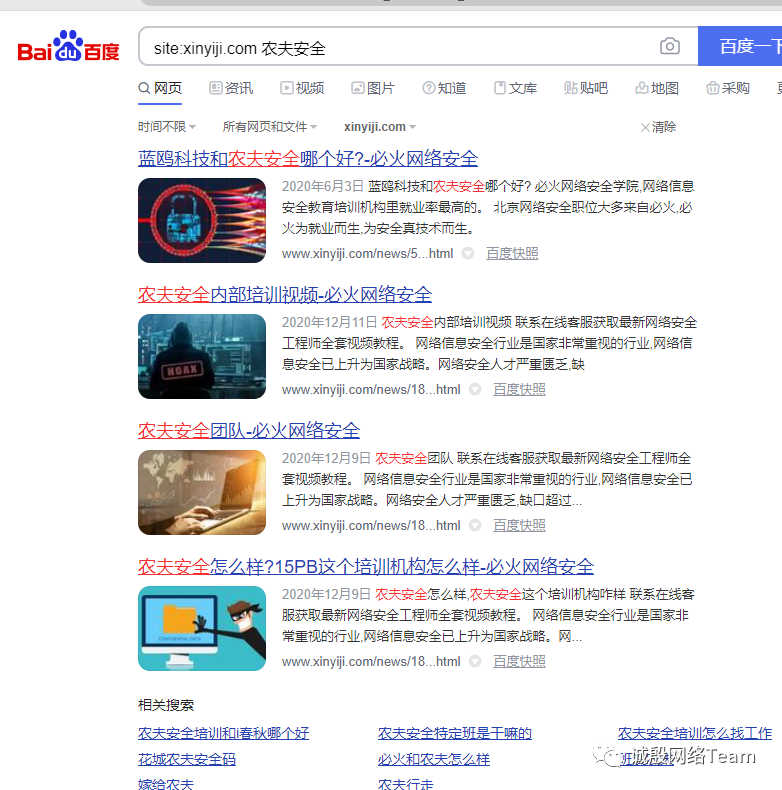 Bai du 百度
site:xinyiji.com 农夫安全
百度一下
网页 资讯 视频 图片 知道 文库 贴吧 地图 采购
时间不限 所有网页和文件 xinyiji.com 清除
蓝鸥科技和农夫安全哪个好?-必火网络安全
2020年6月3日 蓝鸥科技和农夫安全哪个好? 必火网络安全学院,网络信息
安全教育培训机构里就业率最高的。 北京网络安全职位大多来自必火,必
火为就业而生,为安全真技术而生。
www.xinyiji.com/news/5...html 百度快照
农夫安全内部培训视频-必火网络安全
HOAX
2020年12月11日 农夫安全内部培训视频 联系在线客服获取最新网络安全
工程师全套视频教程。 网络信息安全行业是国家非常重视的行业,网络信
息安全已上升为国家战略。网络安全人才严重匮乏,缺
www.xinyiji.com/news/18...html 百度快照
农夫安全团队-必火网络安全
2020年12月9日 农夫安全团队 联系在线客服获取最新网络安全工程师全
套视频教程。 网络信息安全行业是国家非常重视的行业,网络信息安全已
上升为国家战略。网络安全人才严重匮乏,缺口超过...
www.xinyiji.com/news/18...html 百度快照
农夫安全怎么样?15PB这个培训机构怎么样-必火网络安全
CONFIDENTIAL DATA
2020年12月9日 农夫安全怎么样,农夫安全这个培训机构咋样 联系在线客
服获取最新网络安全工程师全套视频教程。 网络信息安全行业是国家非
常重视的行业,网络信息安全已上升为国家战略。网...
www.xinyiji.com/news/18...html 百度快照
相关搜索
农夫安全培训和i春秋哪个好 农夫安全特定班是干嘛的 农夫安全培训怎么找工作
花城农夫安全码 必火和农夫怎么样
诚殷网络Team
嫁给农夫 农夫行走